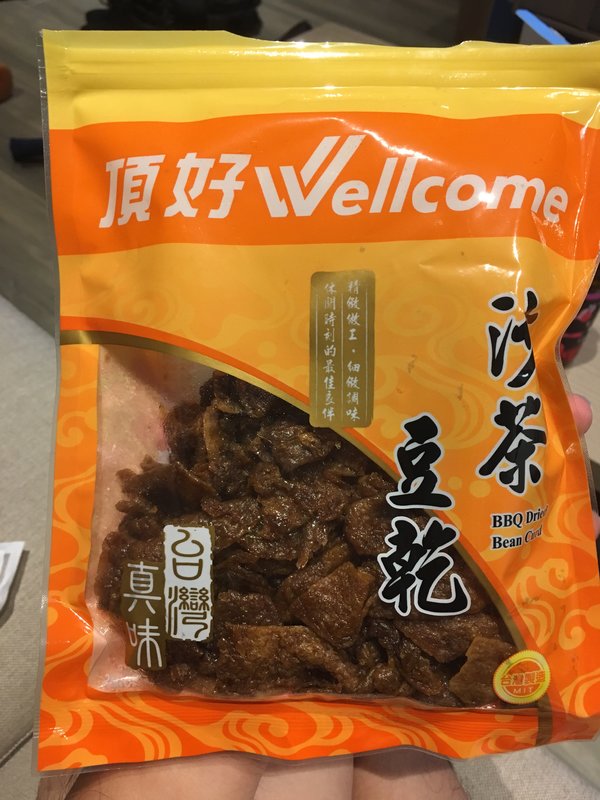 頂好Wellcome
精緻做工、細緻調味
休閒時刻的最佳良伴
沙茶
豆乾
BBQ Dried
Bean Curd
台灣
真味
台灣製造
MIT